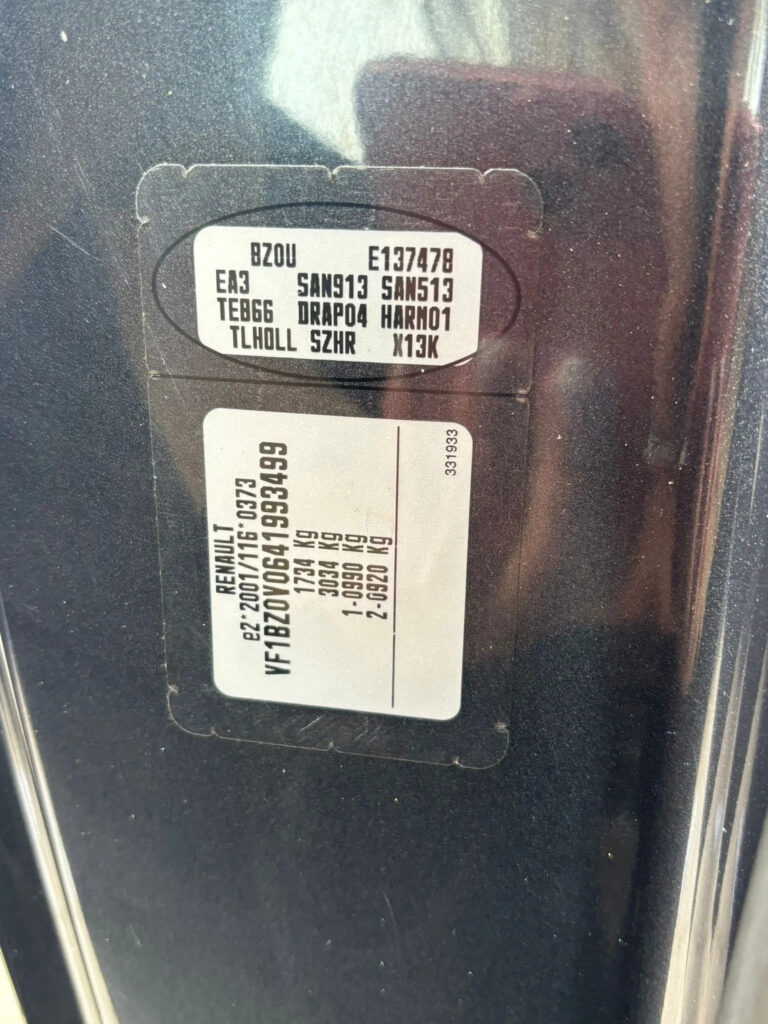 BZ0U E137478
EA3 SAN913 SAN513
TEB66 DRAP04 HARM01
TLHOLL SZHR X13K
RENAULT
e2*2001/116*0373
VF1BZ0V0641993499
1734 Kg
3034 Kg
1-0990 Kg
2-0920 Kg
331933